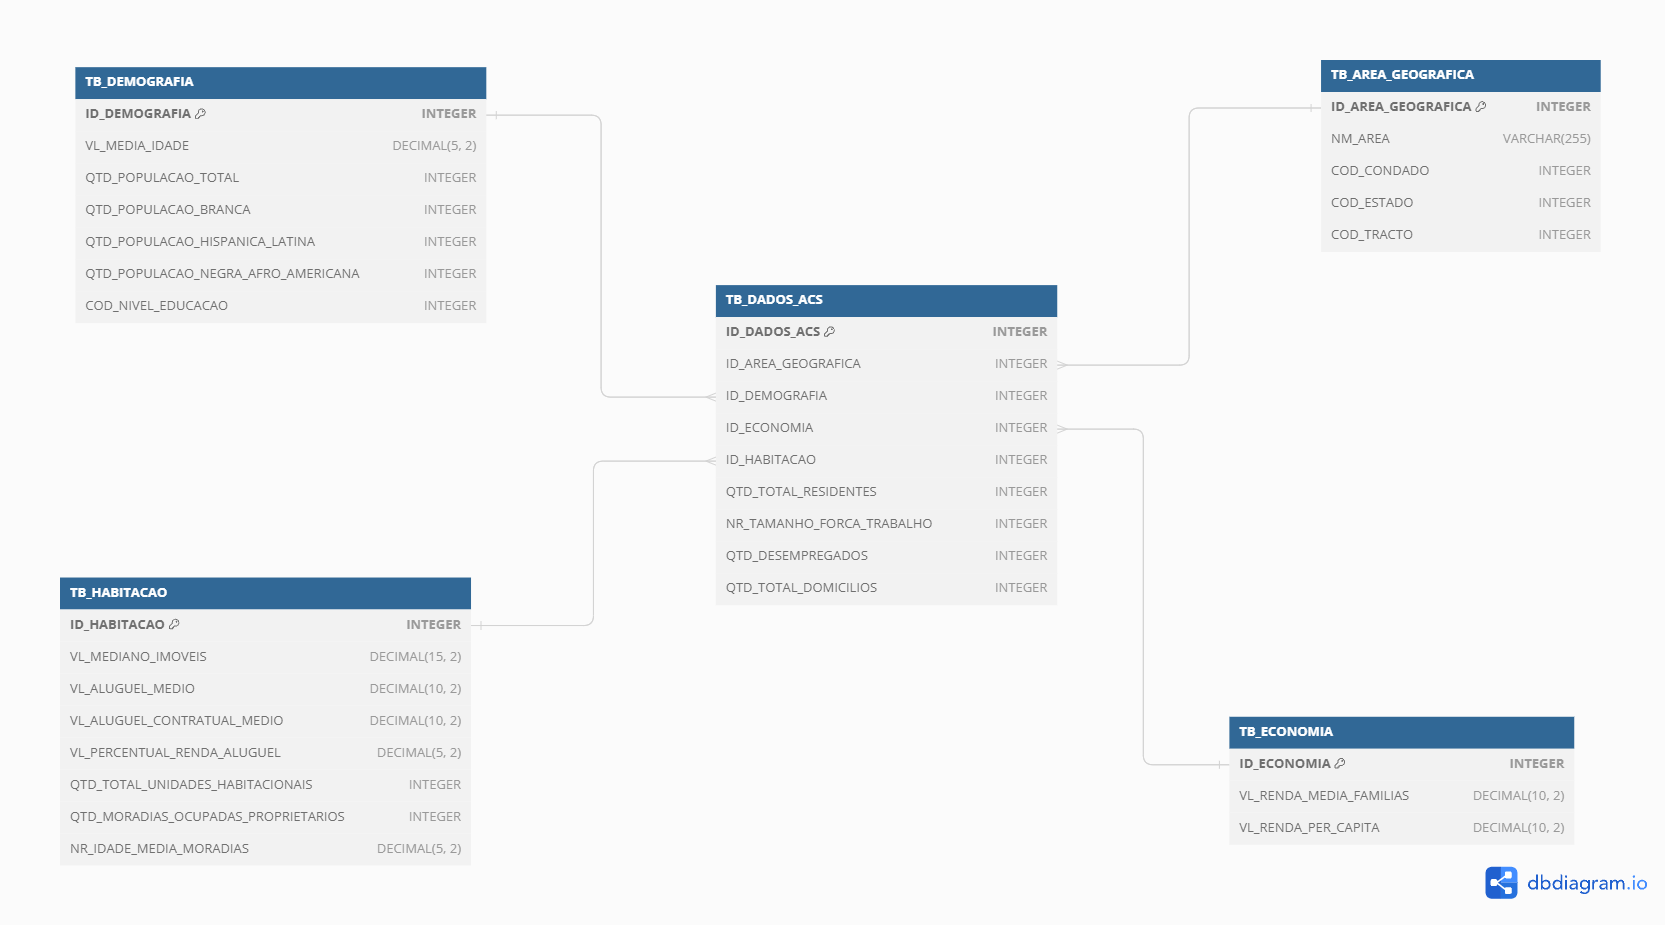 TB_DEMOGRAFIA
ID_DEMOGRAFIA INTEGER
VL_MEDIA_IDADE DECIMAL(5, 2)
QTD_POPULACAO_TOTAL INTEGER
QTD_POPULACAO_BRANCA INTEGER
QTD_POPULACAO_HISPANICA_LATINA INTEGER
QTD_POPULACAO_NEGRA_AFRO_AMERICANA INTEGER
COD_NIVEL_EDUCACAO INTEGER
TB_AREA_GEOGRAFICA
ID_AREA_GEOGRAFICA INTEGER
NM_AREA VARCHAR(255)
COD_CONDADO INTEGER
COD_ESTADO INTEGER
COD_TRACTO INTEGER
TB_DADOS_ACS
ID_DADOS_ACS INTEGER
ID_AREA_GEOGRAFICA INTEGER
ID_DEMOGRAFIA INTEGER
ID_ECONOMIA INTEGER
ID_HABITACAO INTEGER
QTD_TOTAL_RESIDENTES INTEGER
NR_TAMANHO_FORCA_TRABALHO INTEGER
QTD_DESEMPREGADOS INTEGER
QTD_TOTAL_DOMICILIOS INTEGER
TB_HABITACAO
ID_HABITACAO INTEGER
VL_MEDIANO_IMOVEIS DECIMAL(15, 2)
VL_ALUGUEL_MEDIO DECIMAL(10, 2)
VL_ALUGUEL_CONTRATUAL_MEDIO DECIMAL(10, 2)
VL_PERCENTUAL_RENDA_ALUGUEL DECIMAL(5, 2)
QTD_TOTAL_UNIDADES_HABITACIONAIS INTEGER
QTD_MORADIAS_OCUPADAS_PROPRIETARIOS INTEGER
NR_IDADE_MEDIA_MORADIAS DECIMAL(5, 2)
TB_ECONOMIA
ID_ECONOMIA INTEGER
VL_RENDA_MEDIA_FAMILIAS DECIMAL(10, 2)
VL_RENDA_PER_CAPITA DECIMAL(10, 2)
dbdiagram.io